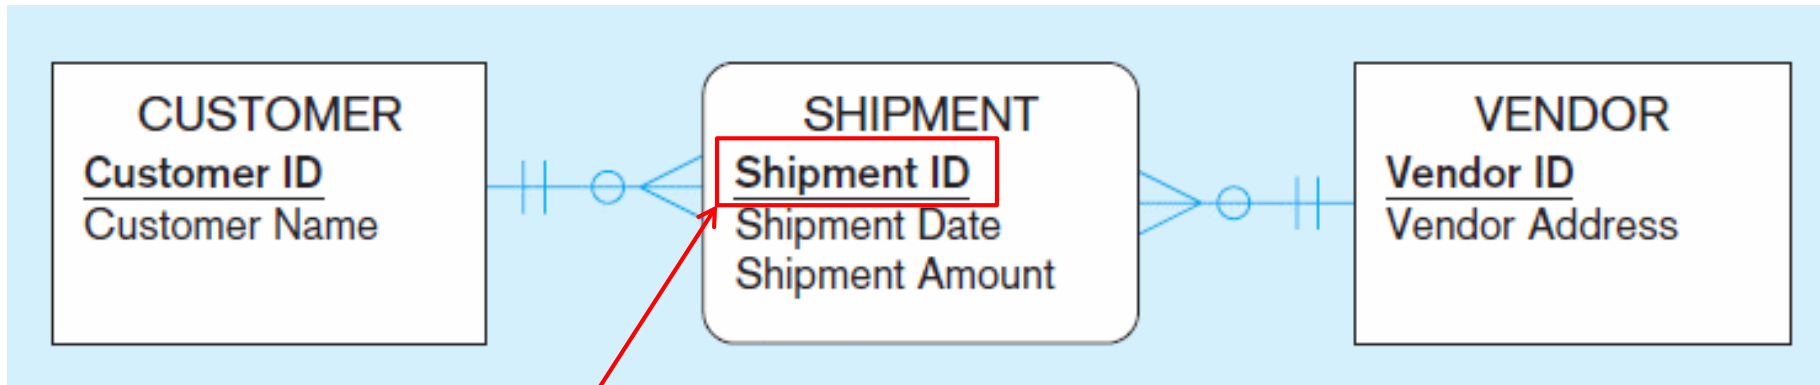 CUSTOMER
Customer ID
Customer Name
SHIPMENT
Shipment ID
Shipment Date
Shipment Amount
VENDOR
Vendor ID
Vendor Address